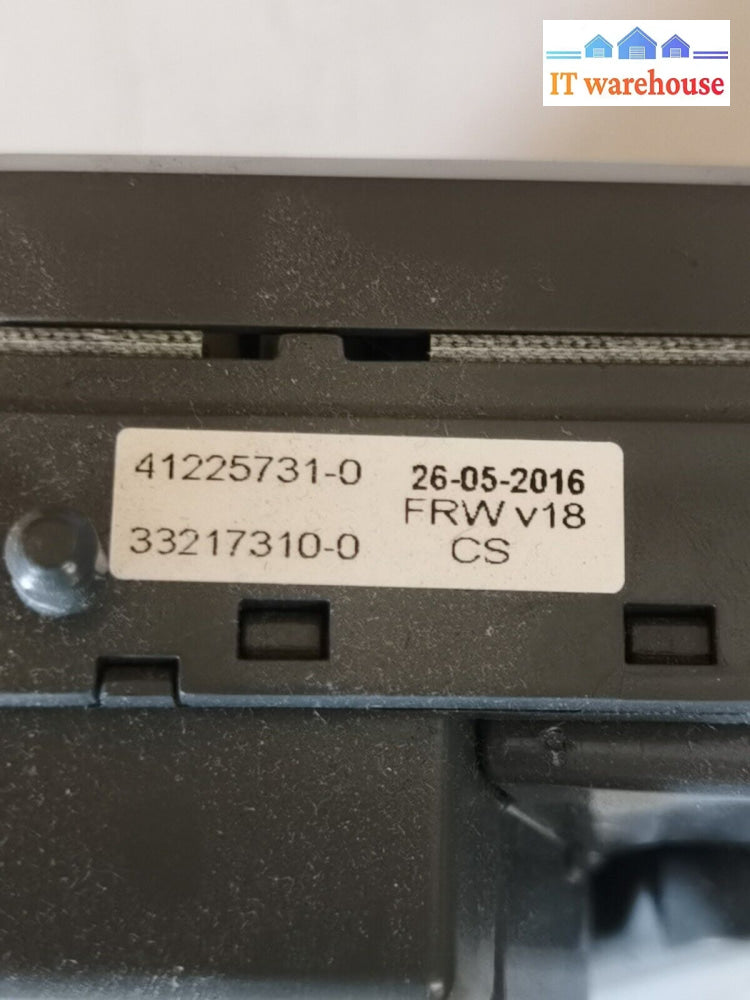 IT warehouse
41225731-0
33217310-0
26-05-2016
FRW v18
CS